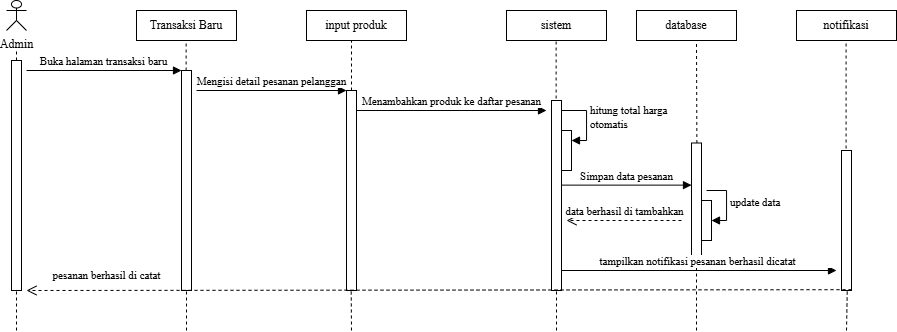 Transaksi Baru
input produk
sistem
database
notifikasi
Admin
Buka halaman transaksi baru
Mengisi detail pesanan pelanggan
Menambahkan produk ke daftar pesanan
hitung total harga
otomatis
Simpan data pesanan
update data
data berhasil di tambahkan
tampilkan notifikasi pesanan berhasil dicatat
pesanan berhasil di catat